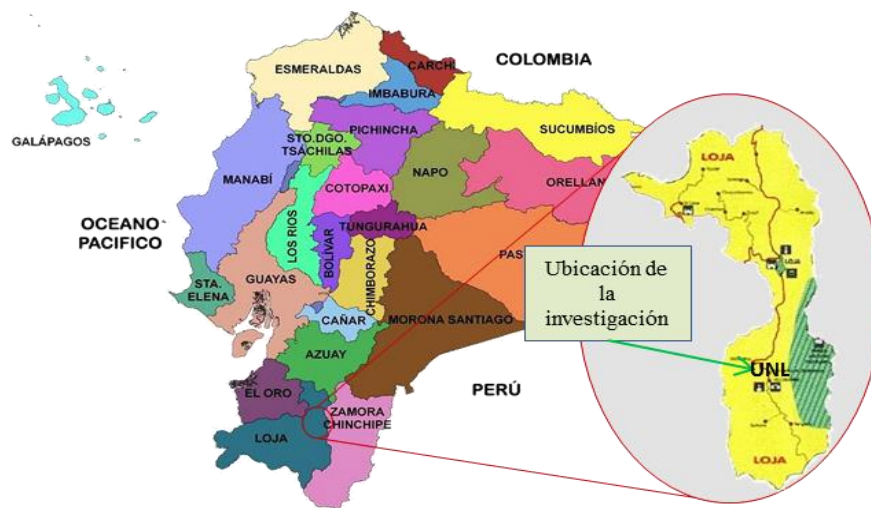 ESMERALDAS
CARCHI
COLOMBIA
IMBABURA
GALÁPAGOS
PICHINCHA
SUCUMBÍOS
STO.DGO.
TSÁCHILAS
MANABÍ
NAPO
ORELLAN
COTOPAXI
OCEANO
PACIFICO
LOS RIOS
BOLÍVAR
TUNGURAHUA
PAS
CHIMBORAZO
STA.
ELENA
GUAYAS
CAÑAR
MORONA SANTIAGO
AZUAY
PERÚ
EL ORO
ZAMORA
CHINCHIPE
LOJA
LOJA
LOJA
Ubicación de
la
investigación
UNL
LOJA